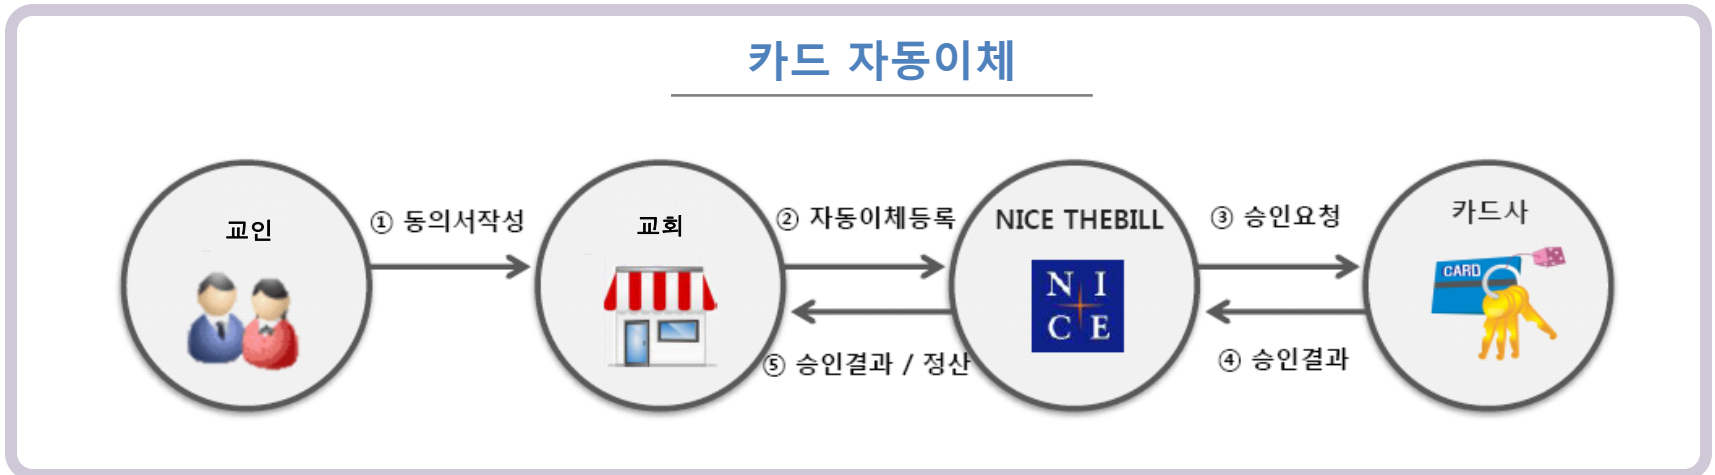 카드 자동이체
교인
① 동의서작성
교회
② 자동이체등록
⑤ 승인결과 / 정산
NICE THEBILL
N I
C E
③ 승인요청
④ 승인결과
카드사
CARD